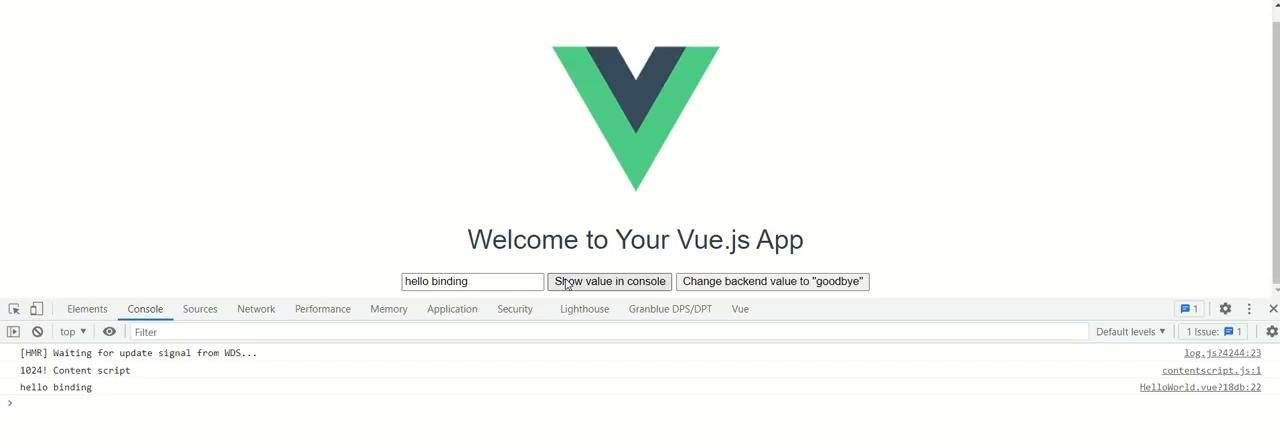 Welcome to Your Vue.js App
hello binding Show value in console Change backend value to "goodbye"
Elements Console Sources Network Performance Memory Application Security Lighthouse Granblue DPS/DPT Vue 1
top Filter Default levels 1 Issue: 1
[HMR] Waiting for update signal from WDS... log.js?4244:23
1024! Content script contentscript.js:1
hello binding HelloWorld.vue?18db:22